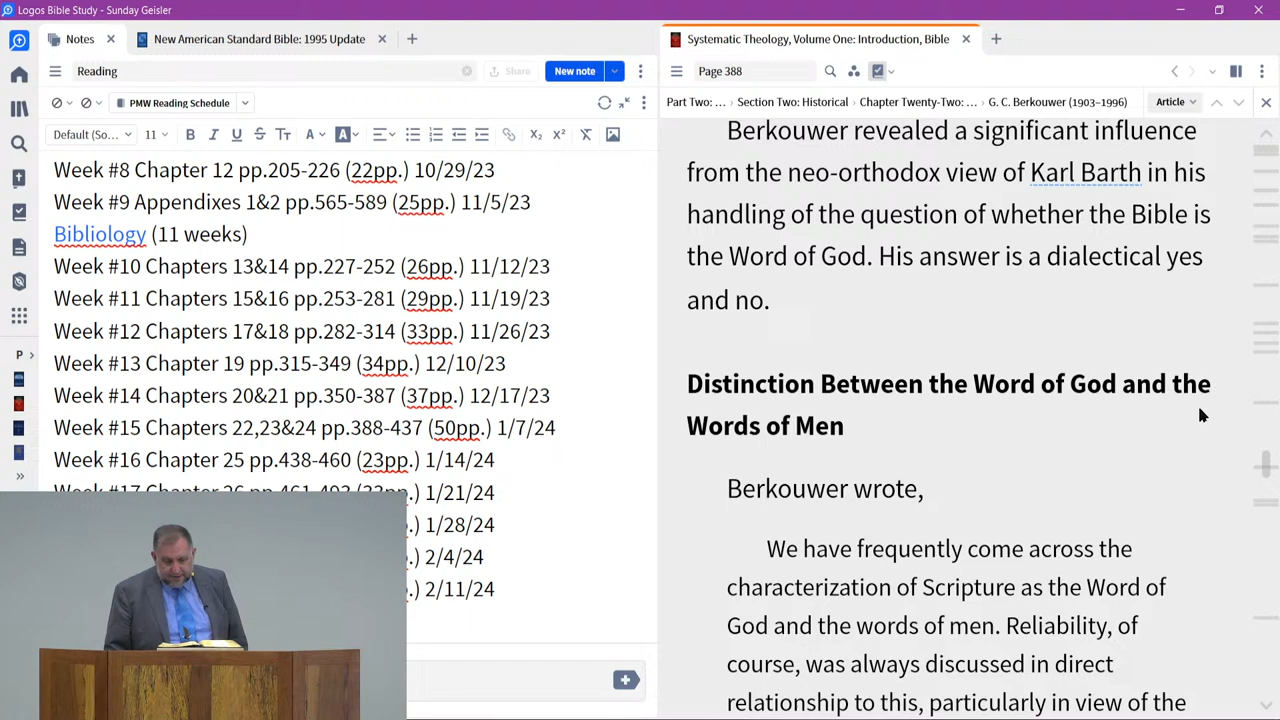 Logos Bible Study - Sunday Geisler
Notes
New American Standard Bible: 1995 Update
Reading
Share
New note
PMW Reading Schedule
Default (So...
11
Week #8 Chapter 12 pp.205-226 (22pp.) 10/29/23
Week #9 Appendixes 1&2 pp.565-589 (25pp.) 11/5/23
Bibliology (11 weeks)
Week #10 Chapters 13&14 pp.227-252 (26pp.) 11/12/23
Week #11 Chapters 15&16 pp.253-281 (29pp.) 11/19/23
Week #12 Chapters 17&18 pp.282-314 (33pp.) 11/26/23
Week #13 Chapter 19 pp.315-349 (34pp.) 12/10/23
Week #14 Chapters 20&21 pp.350-387 (37pp.) 12/17/23
Week #15 Chapters 22,23&24 pp.388-437 (50pp.) 1/7/24
Week #16 Chapter 25 pp.438-460 (23pp.) 1/14/24
1/21/24
.) 1/28/24
.) 2/4/24
.) 2/11/24
P
Systematic Theology, Volume One: Introduction, Bible
Page 388
Part Two: ... › Section Two: Historical › Chapter Twenty-Two: ... › G. C. Berkouwer (1903–1996)
Article
Berkouwer revealed a significant influence
from the neo-orthodox view of Karl Barth in his
handling of the question of whether the Bible is
the Word of God. His answer is a dialectical yes
and no.
Distinction Between the Word of God and the
Words of Men
Berkouwer wrote,
We have frequently come across the
characterization of Scripture as the Word of
God and the words of men. Reliability, of
course, was always discussed in direct
relationship to this, particularly in view of the